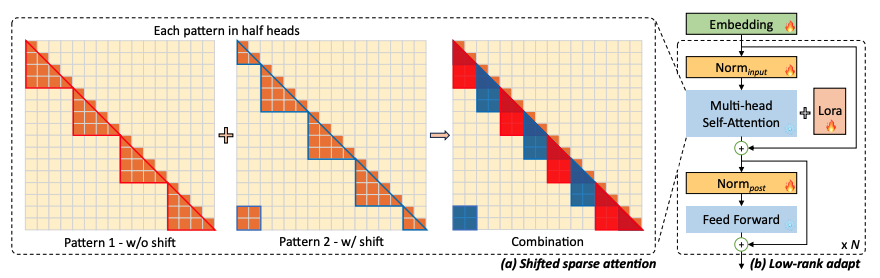 Each pattern in half heads
+
Pattern 1 - w/o shift
Pattern 2 - w/ shift
Combination
(a) Shifted sparse attention
Embedding
Norm input
Multi-head
Self-Attention
+
Lora
+
Norm post
Feed Forward
+
x N
(b) Low-rank adapt